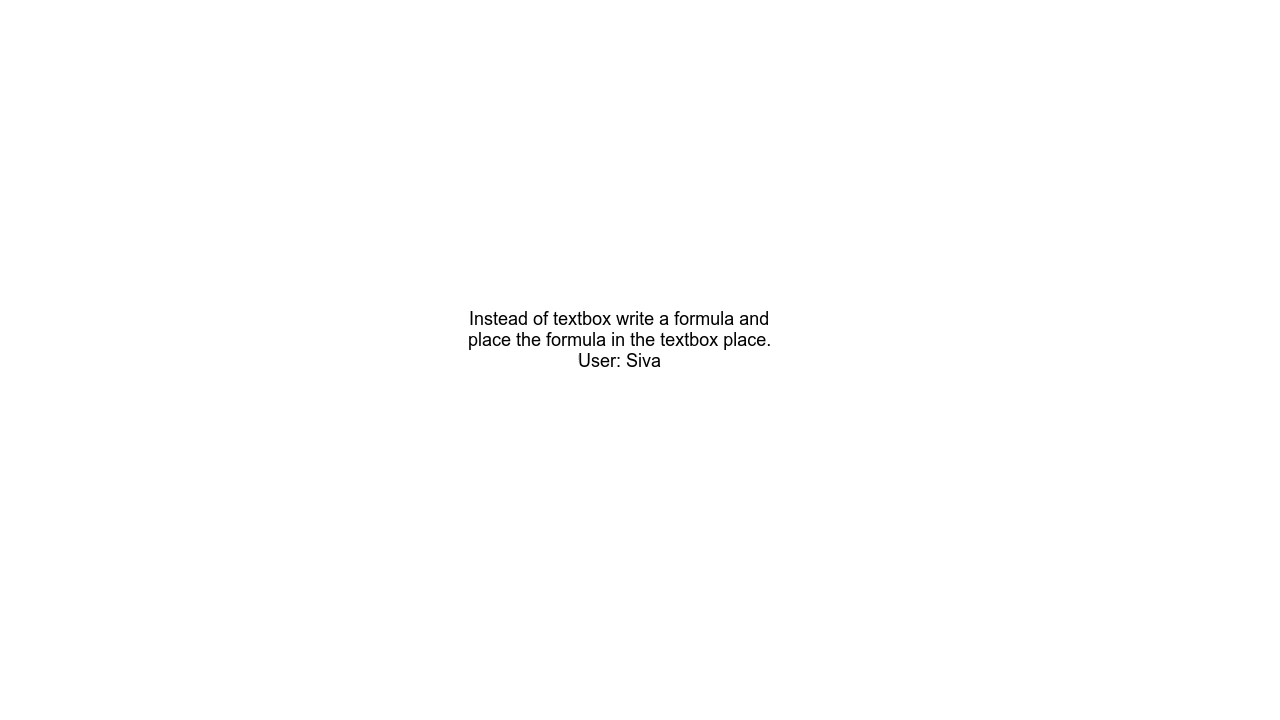 Instead of textbox write a formula and
place the formula in the textbox place.
User: Siva